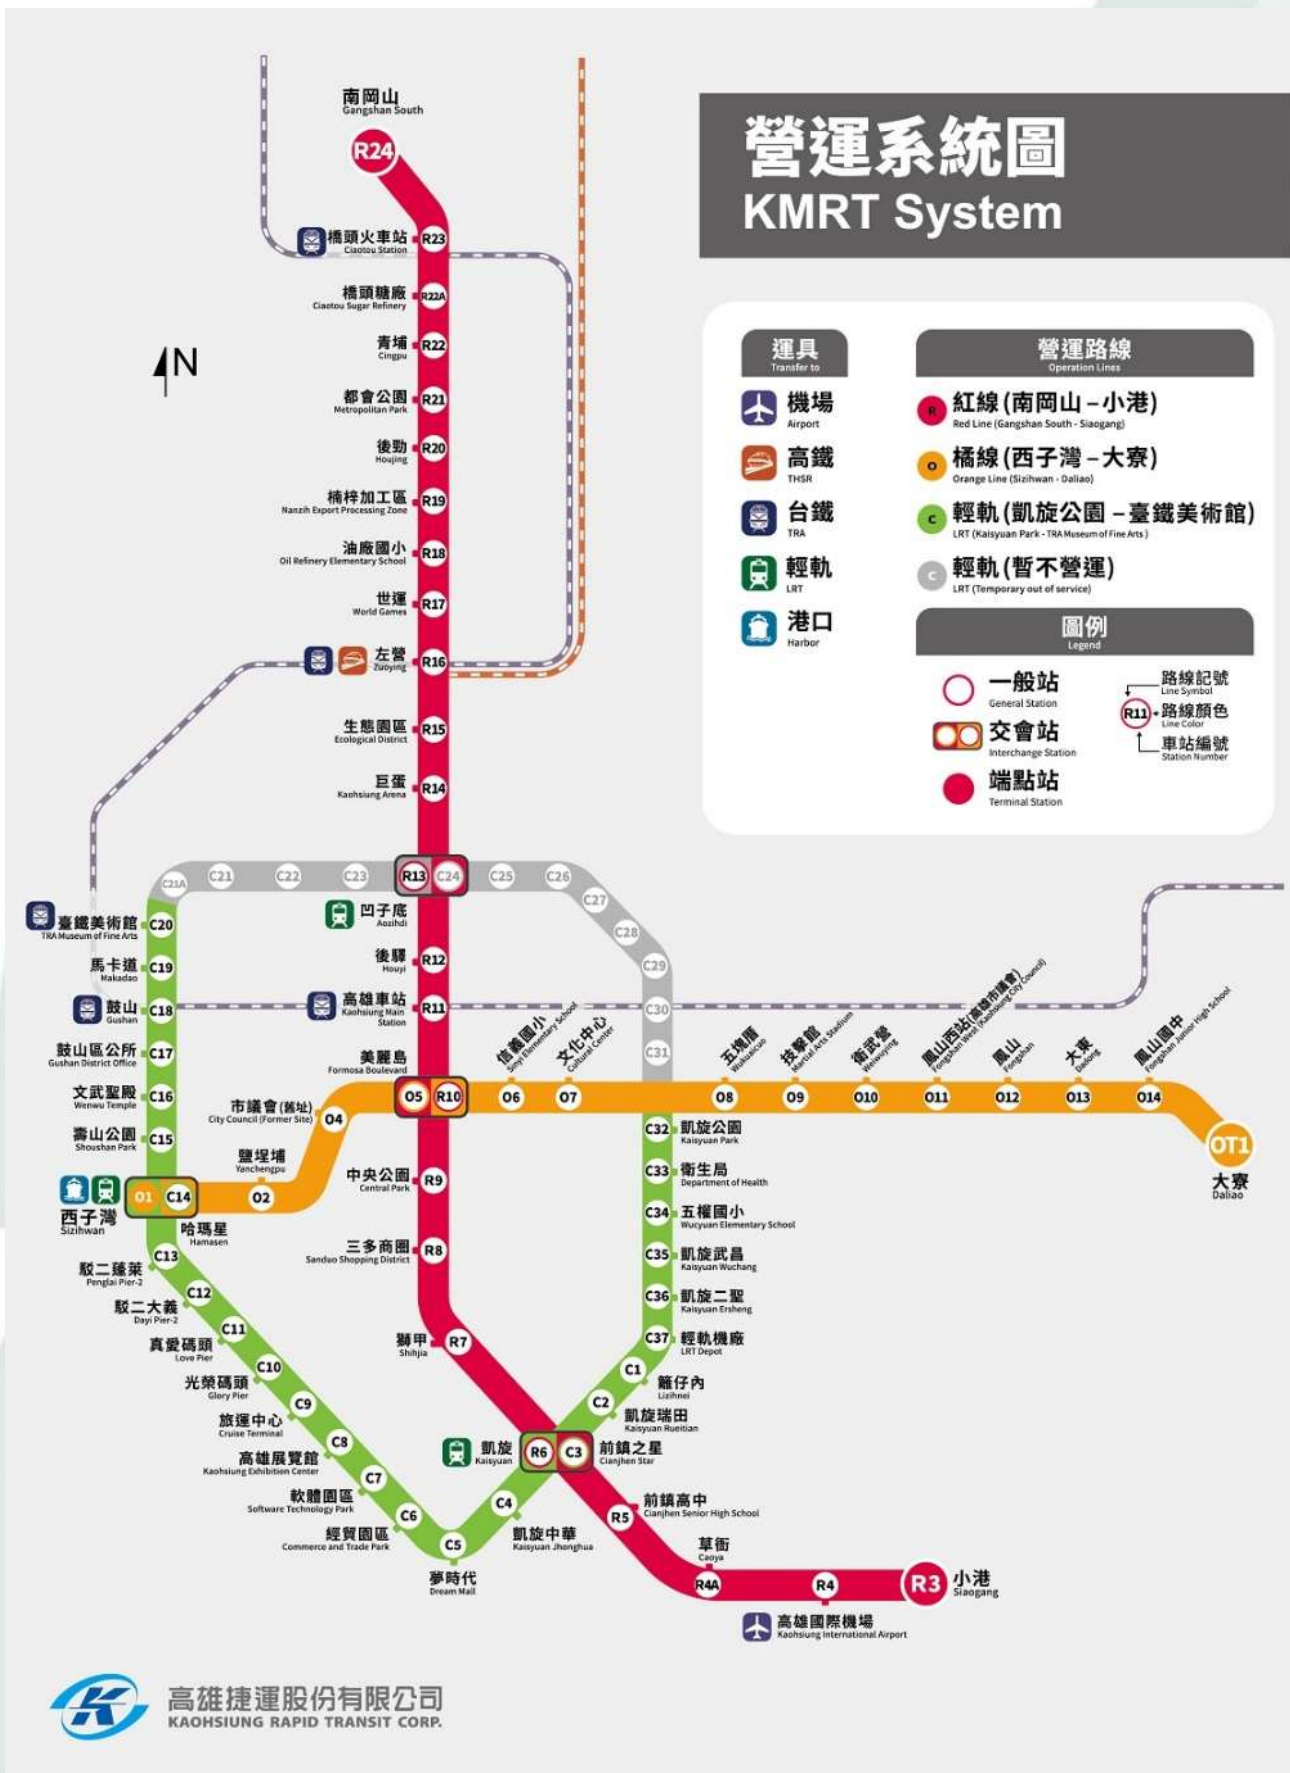 營運系統圖
KMRT System
南岡山
Gangshan South
R24
N
橋頭火車站
Ciaotou Station
R23
橋頭糖廠
Ciaotou Sugar Refinery
R22A
青埔
Cingpu
R22
都會公園
Metropolitan Park
R21
後勁
Houjing
R20
楠梓加工區
Nanzih Export Processing Zone
R19
油廠國小
Oil Refinery Elementary School
R18
世運
World Games
R17
左營
Zuoying
R16
生態園區
Ecological District
R15
巨蛋
Kaohsiung Arena
R14
運具
Transfer to
機場
Airport
高鐵
THSR
台鐵
TRA
輕軌
LRT
港口
Harbor
營運路線
Operation Lines
R
紅線(南岡山–小港)
Red Line (Gangshan South - Siaogang)
O
橘線(西子灣–大寮)
Orange Line (Sizihwan - Daliao)
C
輕軌(凱旋公園–臺鐵美術館)
LRT (Kaisyuan Park - TRA Museum of Fine Arts )
C
輕軌(暫不營運)
LRT (Temporary out of service)
圖例
Legend
一般站
General Station
交會站
Interchange Station
端點站
Terminal Station
R11
路線記號
Line Symbol
路線顏色
Line Color
車站編號
Station Number
C21A
C21
C22
C23
R13
C24
C25
C26
C27
C28
C29
C30
C31
凹子底
Aozihdi
後驛
Houyi
R12
高雄車站
Kaohsiung Main
Station
R11
美麗島
Formosa Boulevard
O5
R10
臺鐵美術館
TRA Museum of Fine Arts
C20
馬卡道
Makadao
C19
鼓山
Gushan
C18
鼓山區公所
Gushan District Office
C17
文武聖殿
Wenwu Temple
C16
壽山公園
Shoushan Park
C15
西子灣
Sizihwan
O1
C14
哈瑪星
Hamasen
鹽埕埔
Yanchengpu
O2
市議會(舊址)
City Council (Former Site)
O4
信義國小
Sinyi Elementary School
O6
文化中心
Cultural Center
O7
五塊厝
Wukuaicuo
O8
技擊館
Martial Arts Stadium
O9
衛武營
Weiwuying
O10
鳳山西站(高雄市議會)
Fongshan West (Kaohsiung City Council)
O11
鳳山
Fongshan
O12
大東
Dadong
O13
鳳山國中
Fongshan Junior High School
O14
OT1
大寮
Daliao
中央公園
Central Park
R9
三多商圈
Sanduo Shopping District
R8
獅甲
Shihjia
R7
C32
凱旋公園
Kaisyuan Park
C33
衛生局
Department of Health
C34
五權國小
Wucyuan Elementary School
C35
凱旋武昌
Kaisyuan Wuchang
C36
凱旋二聖
Kaisyuan Ersheng
C37
輕軌機廠
LRT Depot
C1
籬仔內
Lizihnei
C2
凱旋瑞田
Kaisyuan Rueitian
凱旋
Kaisyuan
R6
C3
前鎮之星
Cianjhen Star
C4
凱旋中華
Kaisyuan Jhonghua
C5
夢時代
Dream Mall
C13
駁二蓬萊
Penglai Pier-2
C12
駁二大義
Dayi Pier-2
C11
真愛碼頭
Love Pier
C10
光榮碼頭
Glory Pier
C9
旅運中心
Cruise Terminal
C8
高雄展覽館
Kaohsiung Exhibition Center
C7
軟體園區
Software Technology Park
C6
經貿園區
Commerce and Trade Park
R5
前鎮高中
Cianjhen Senior High School
草衙
Caoya
R4A
R4
高雄國際機場
Kaohsiung International Airport
R3
小港
Siaogang
高雄捷運股份有限公司
KAOHSIUNG RAPID TRANSIT CORP.